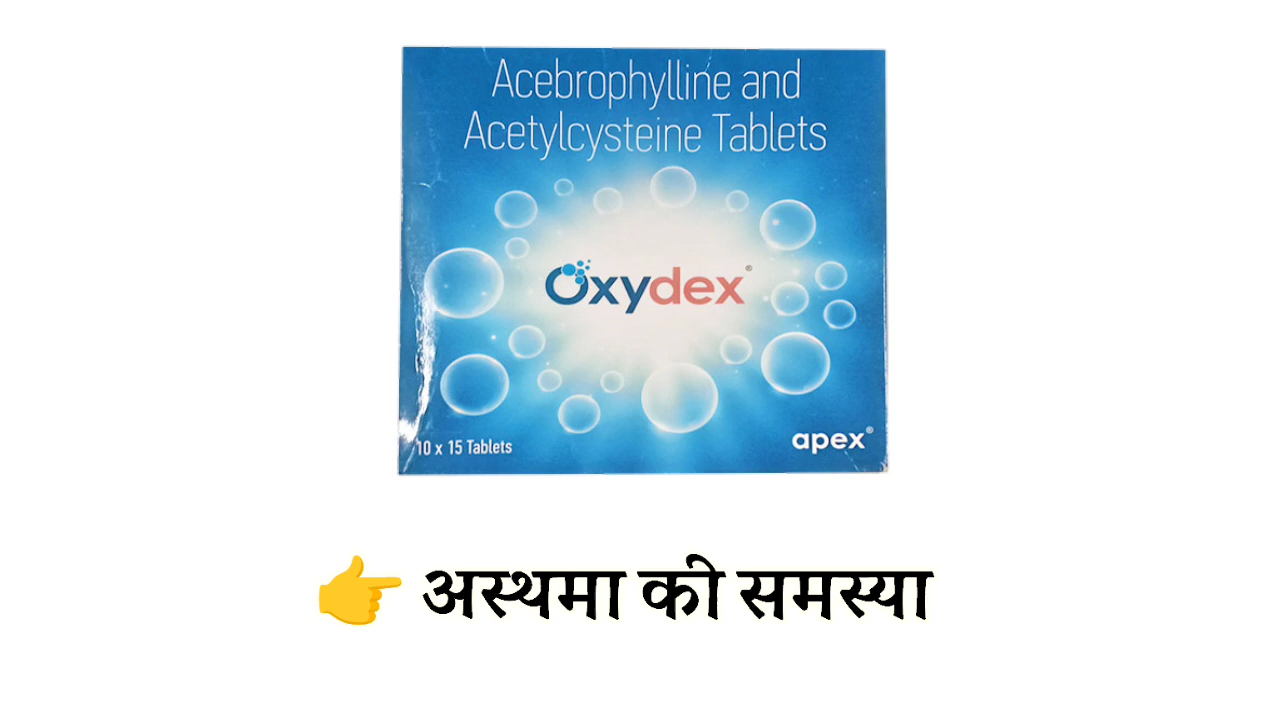 Acebrophylline and
Acetylcysteine Tablets
Oxydex®
10 x 15 Tablets
apex®
👉 अस्थमा की समस्या